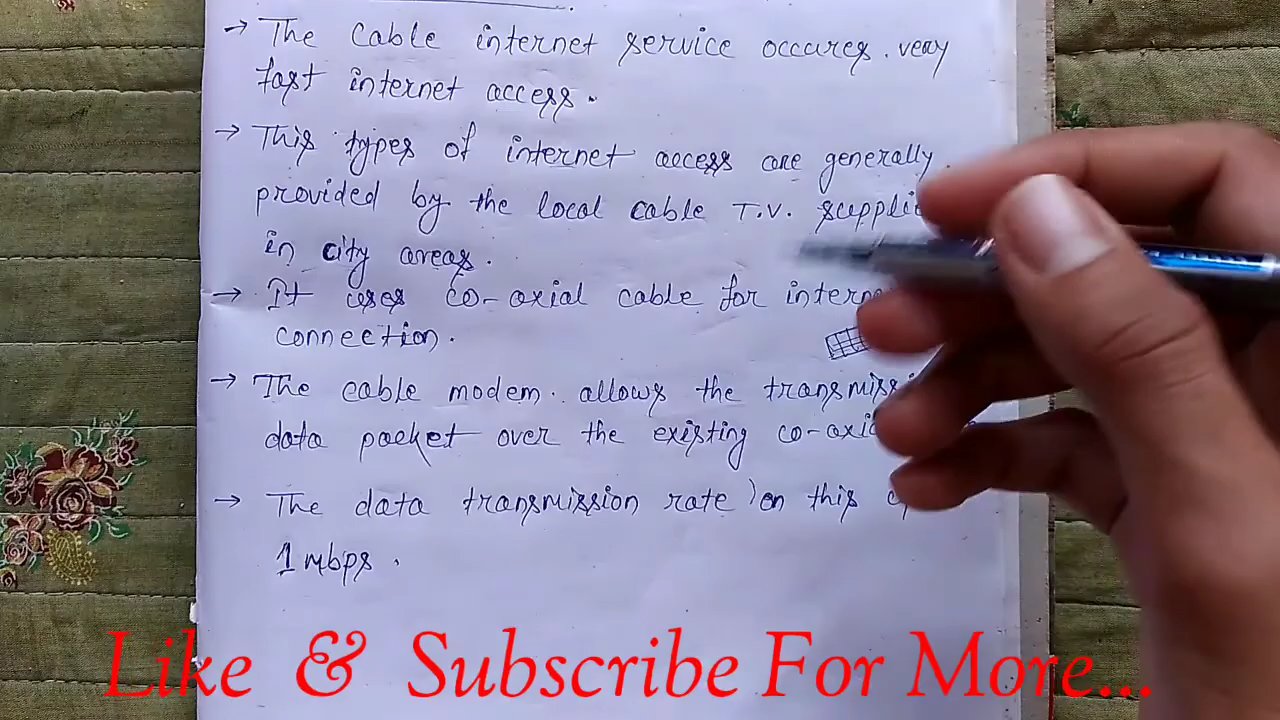 → The Cable internet service occures. very
fast internet access.
→ This types of internet access are generally
provided by the local cable T.V.
in city areas.
→ It uses co-axial cable for
connection.
→ The cable modem. allows the
data packet over the existing
→ The data transmission rate on this
1 mbps.
Like & Subscribe For More...